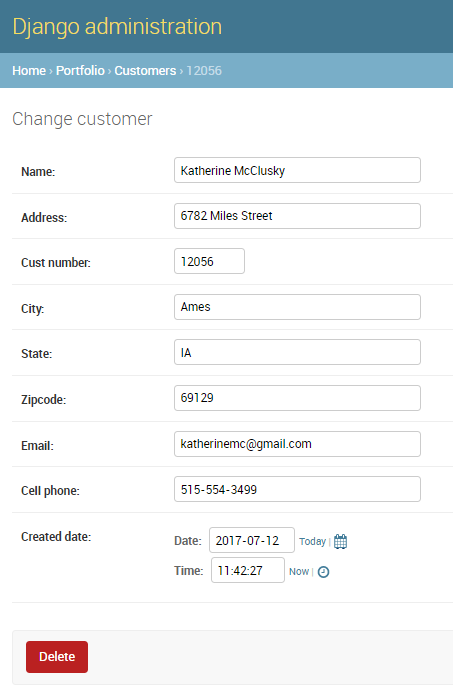 Django administration
Home › Portfolio › Customers › 12056
Change customer
Name: Katherine McClusky
Address: 6782 Miles Street
Cust number: 12056
City: Ames
State: IA
Zipcode: 69129
Email: katherinemc@gmail.com
Cell phone: 515-554-3499
Created date: Date: 2017-07-12 Today |
Time: 11:42:27 Now |
Delete